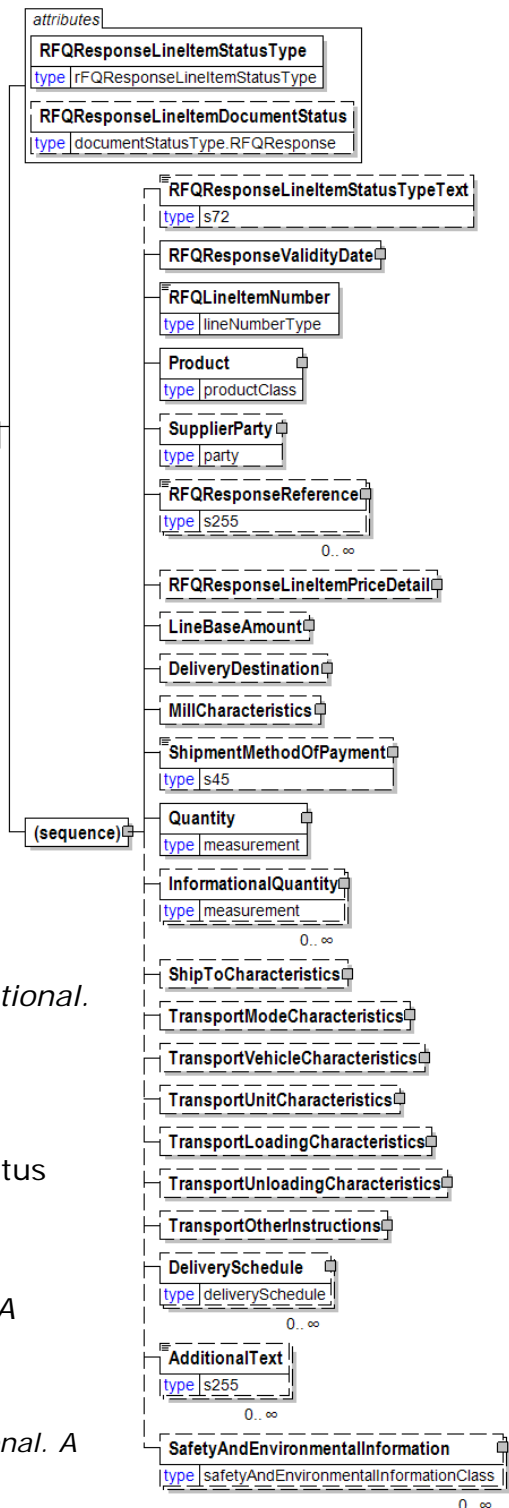 attributes
RFQResponseLineItemStatusType
type rFQResponseLineItemStatusType
RFQResponseLineItemDocumentStatus
type documentStatusType.RFQResponse
RFQResponseLineItemStatusTypeText
type s72
RFQResponseValidityDate
RFQLineItemNumber
type lineNumberType
Product
type productClass
SupplierParty
type party
RFQResponseReference
type s255
0.. ∞
RFQResponseLineItemPriceDetail
LineBaseAmount
DeliveryDestination
MillCharacteristics
ShipmentMethodOfPayment
type s45
(sequence)
Quantity
type measurement
InformationalQuantity
type measurement
0.. ∞
ShipToCharacteristics
tional.
TransportModeCharacteristics
TransportVehicleCharacteristics
TransportUnitCharacteristics
TransportLoadingCharacteristics
tus
TransportUnloadingCharacteristics
TransportOtherInstructions
DeliverySchedule
type deliverySchedule
A
0.. ∞
AdditionalText
type s255
0.. ∞
nal. A
SafetyAndEnvironmentalInformation
type safetyAndEnvironmentalInformationClass
0.. ∞